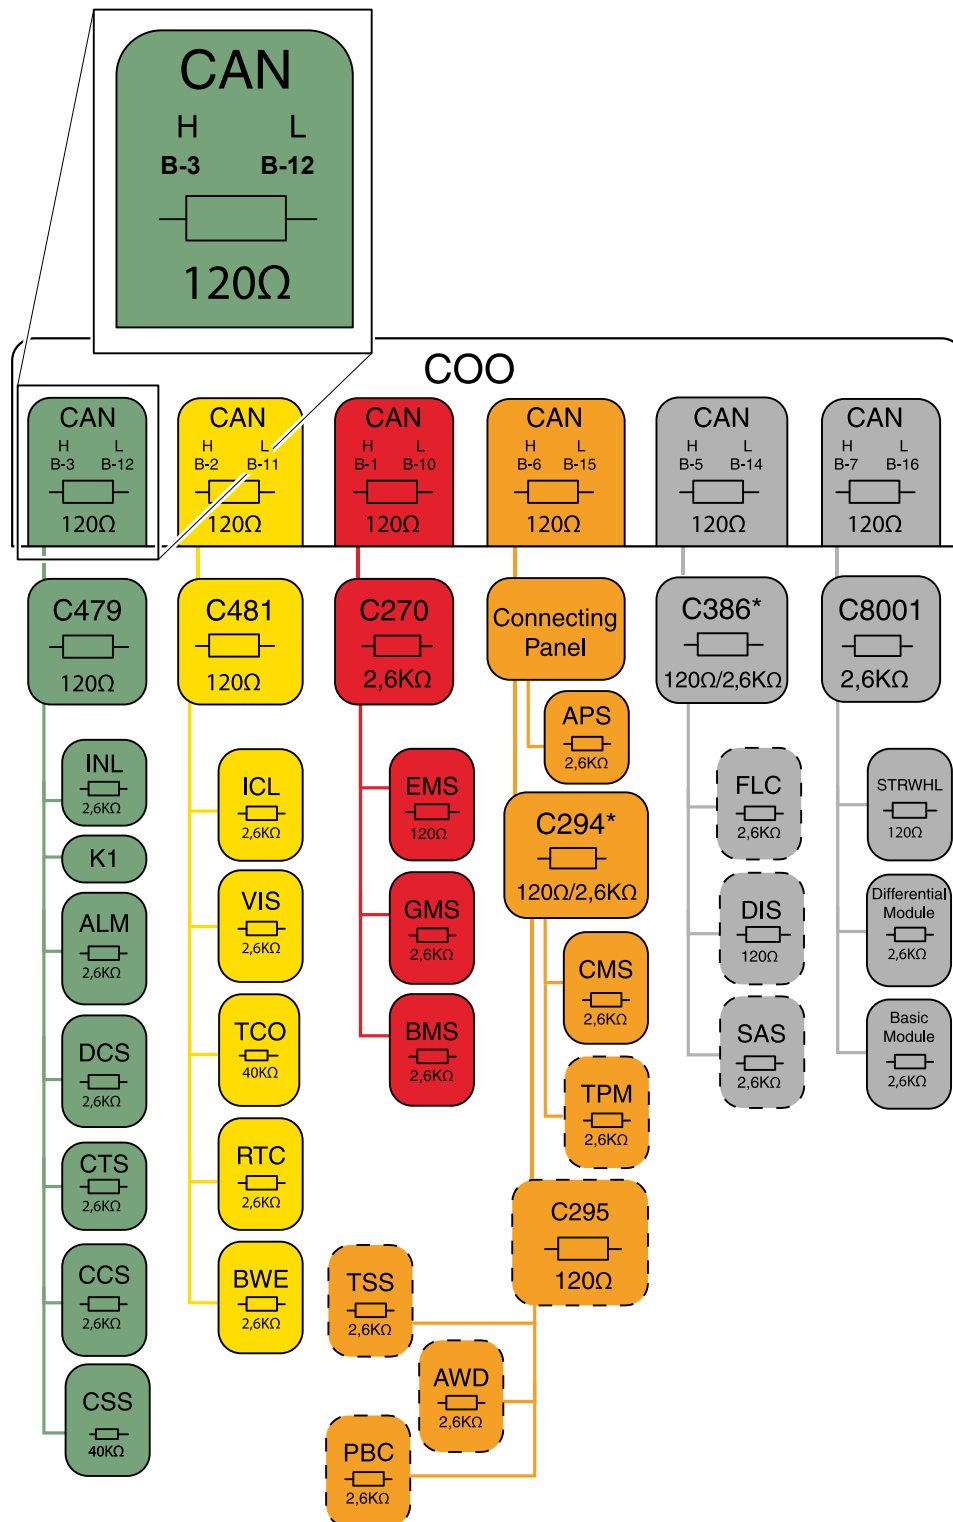 CAN
H L
B-3 B-12
120Ω
COO
CAN
H L
B-3 B-12
120Ω
CAN
H L
B-2 B-11
120Ω
CAN
H L
B-1 B-10
120Ω
CAN
H L
B-6 B-15
120Ω
CAN
H L
B-5 B-14
120Ω
CAN
H L
B-7 B-16
120Ω
C479
120Ω
INL
2,6KΩ
K1
ALM
2,6KΩ
DCS
2,6KΩ
CTS
2,6KΩ
CCS
2,6KΩ
CSS
40KΩ
C481
120Ω
ICL
2,6KΩ
VIS
2,6KΩ
TCO
40KΩ
RTC
2,6KΩ
BWE
2,6KΩ
C270
2,6KΩ
EMS
120Ω
GMS
2,6KΩ
BMS
2,6KΩ
Connecting
Panel
APS
2,6KΩ
C294*
120Ω/2,6KΩ
CMS
2,6KΩ
TPM
2,6KΩ
C295
120Ω
TSS
2,6KΩ
AWD
2,6KΩ
PBC
2,6KΩ
C386*
120Ω/2,6KΩ
FLC
2,6KΩ
DIS
120Ω
SAS
2,6KΩ
C8001
2,6KΩ
STRWHL
120Ω
Differential
Module
2,6KΩ
Basic
Module
2,6KΩ